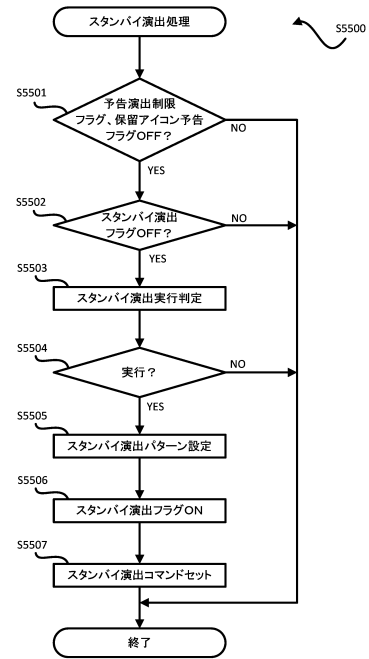 スタンバイ演出処理
S5500
S5501
予告演出制限
フラグ、保留アイコン予告
フラグOFF？
NO
YES
S5502
スタンバイ演出
フラグOFF？
NO
YES
S5503
スタンバイ演出実行判定
S5504
実行？
NO
YES
S5505
スタンバイ演出パターン設定
S5506
スタンバイ演出フラグON
S5507
スタンバイ演出コマンドセット
終了